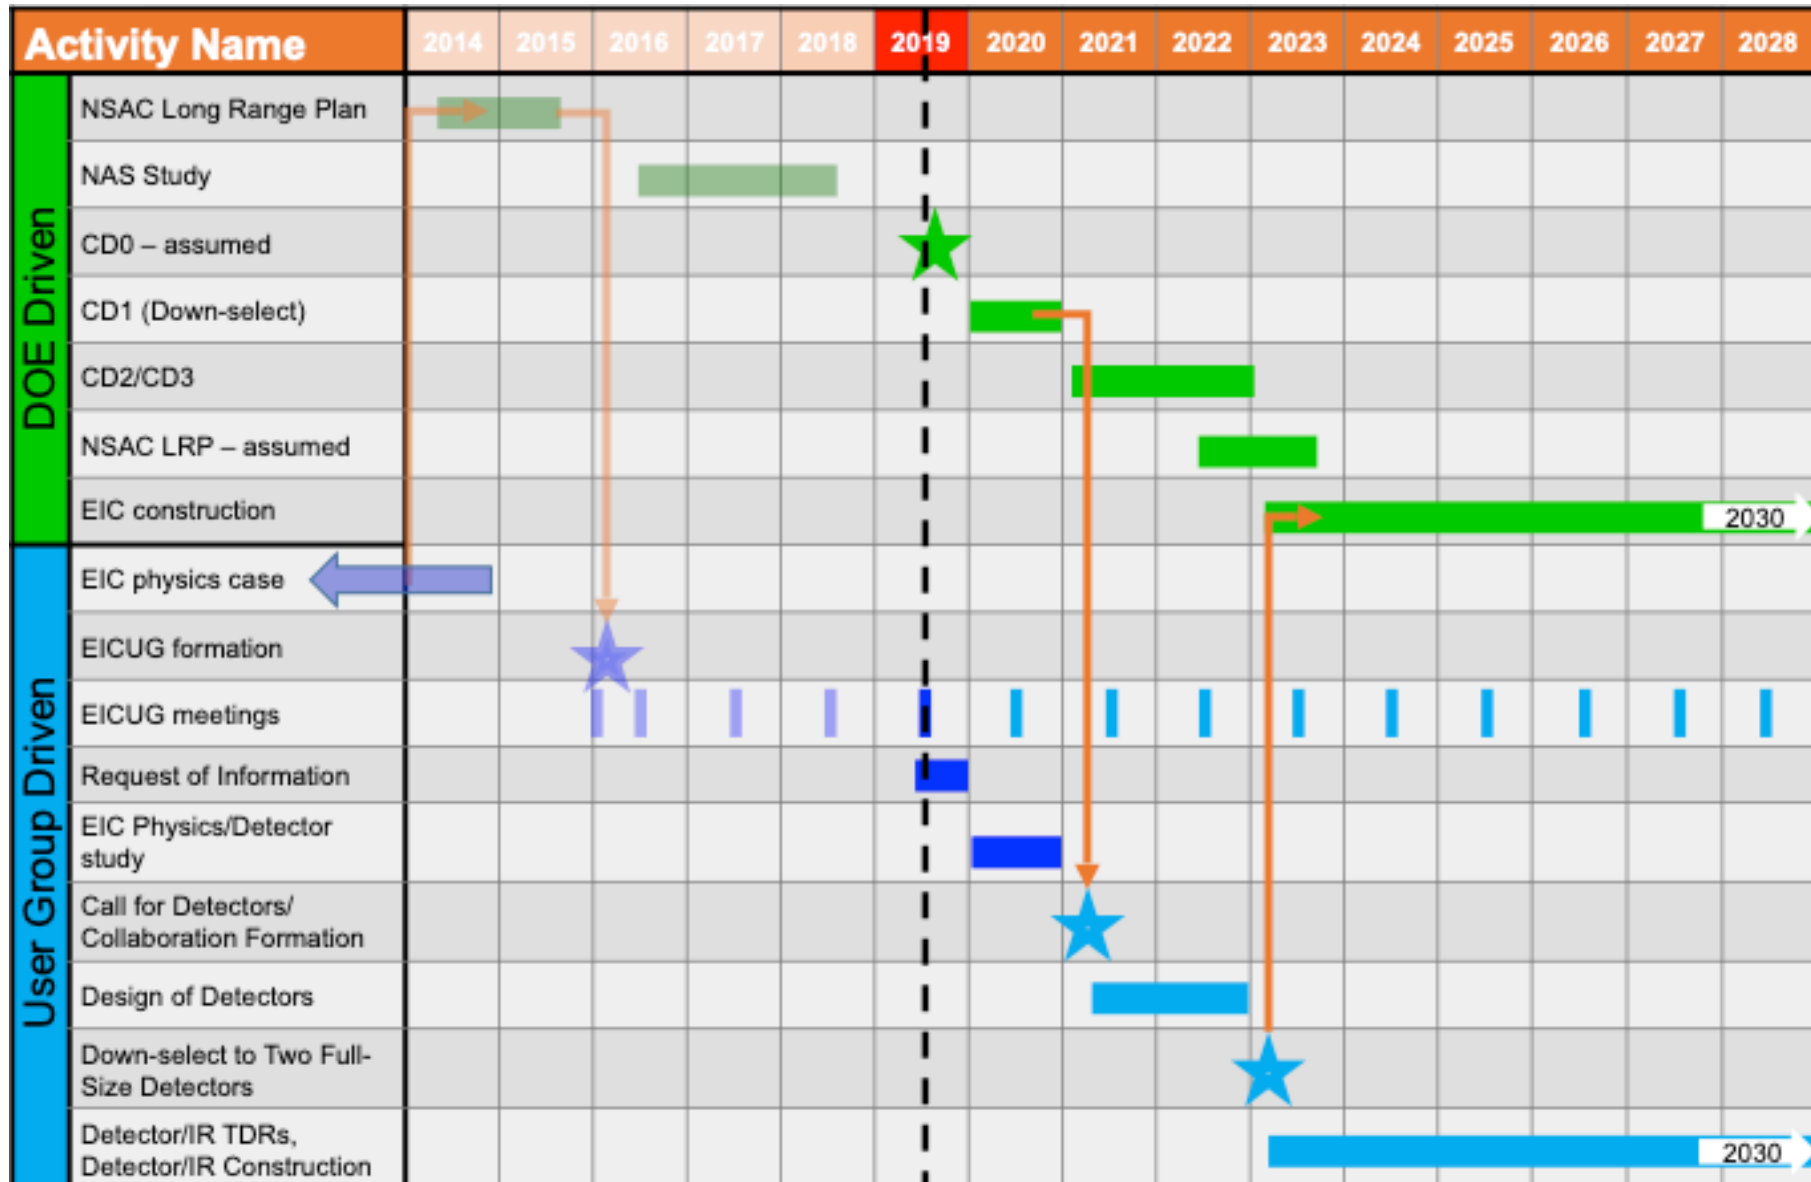 Activity Name 2014 2015 2016 2017 2018 2019 2020 2021 2022 2023 2024 2025 2026 2027 2028
DOE Driven
NSAC Long Range Plan
NAS Study
CD0 – assumed
CD1 (Down-select)
CD2/CD3
NSAC LRP – assumed
EIC construction 2030
User Group Driven
EIC physics case
EICUG formation
EICUG meetings
Request of Information
EIC Physics/Detector
study
Call for Detectors/
Collaboration Formation
Design of Detectors
Down-select to Two Full-
Size Detectors
Detector/IR TDRs,
Detector/IR Construction 2030